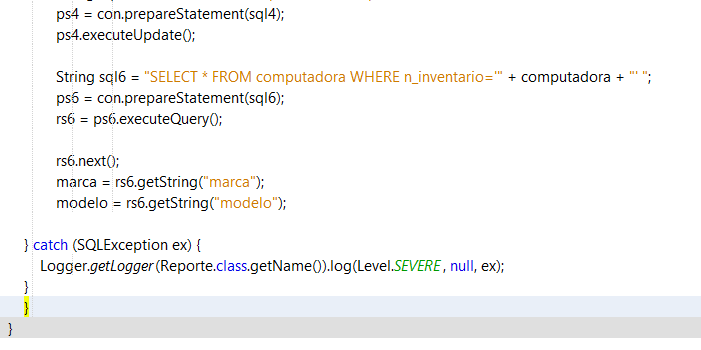 ps4 = con.prepareStatement(sql4);
ps4.executeUpdate();
String sql6 = "SELECT * FROM computadora WHERE n_inventario='" + computadora + "' ";
ps6 = con.prepareStatement(sql6);
rs6 = ps6.executeQuery();
rs6.next();
marca = rs6.getString("marca");
modelo = rs6.getString("modelo");
} catch (SQLException ex) {
Logger.getLogger(Reporte.class.getName()).log(Level.SEVERE, null, ex);
}
}
}